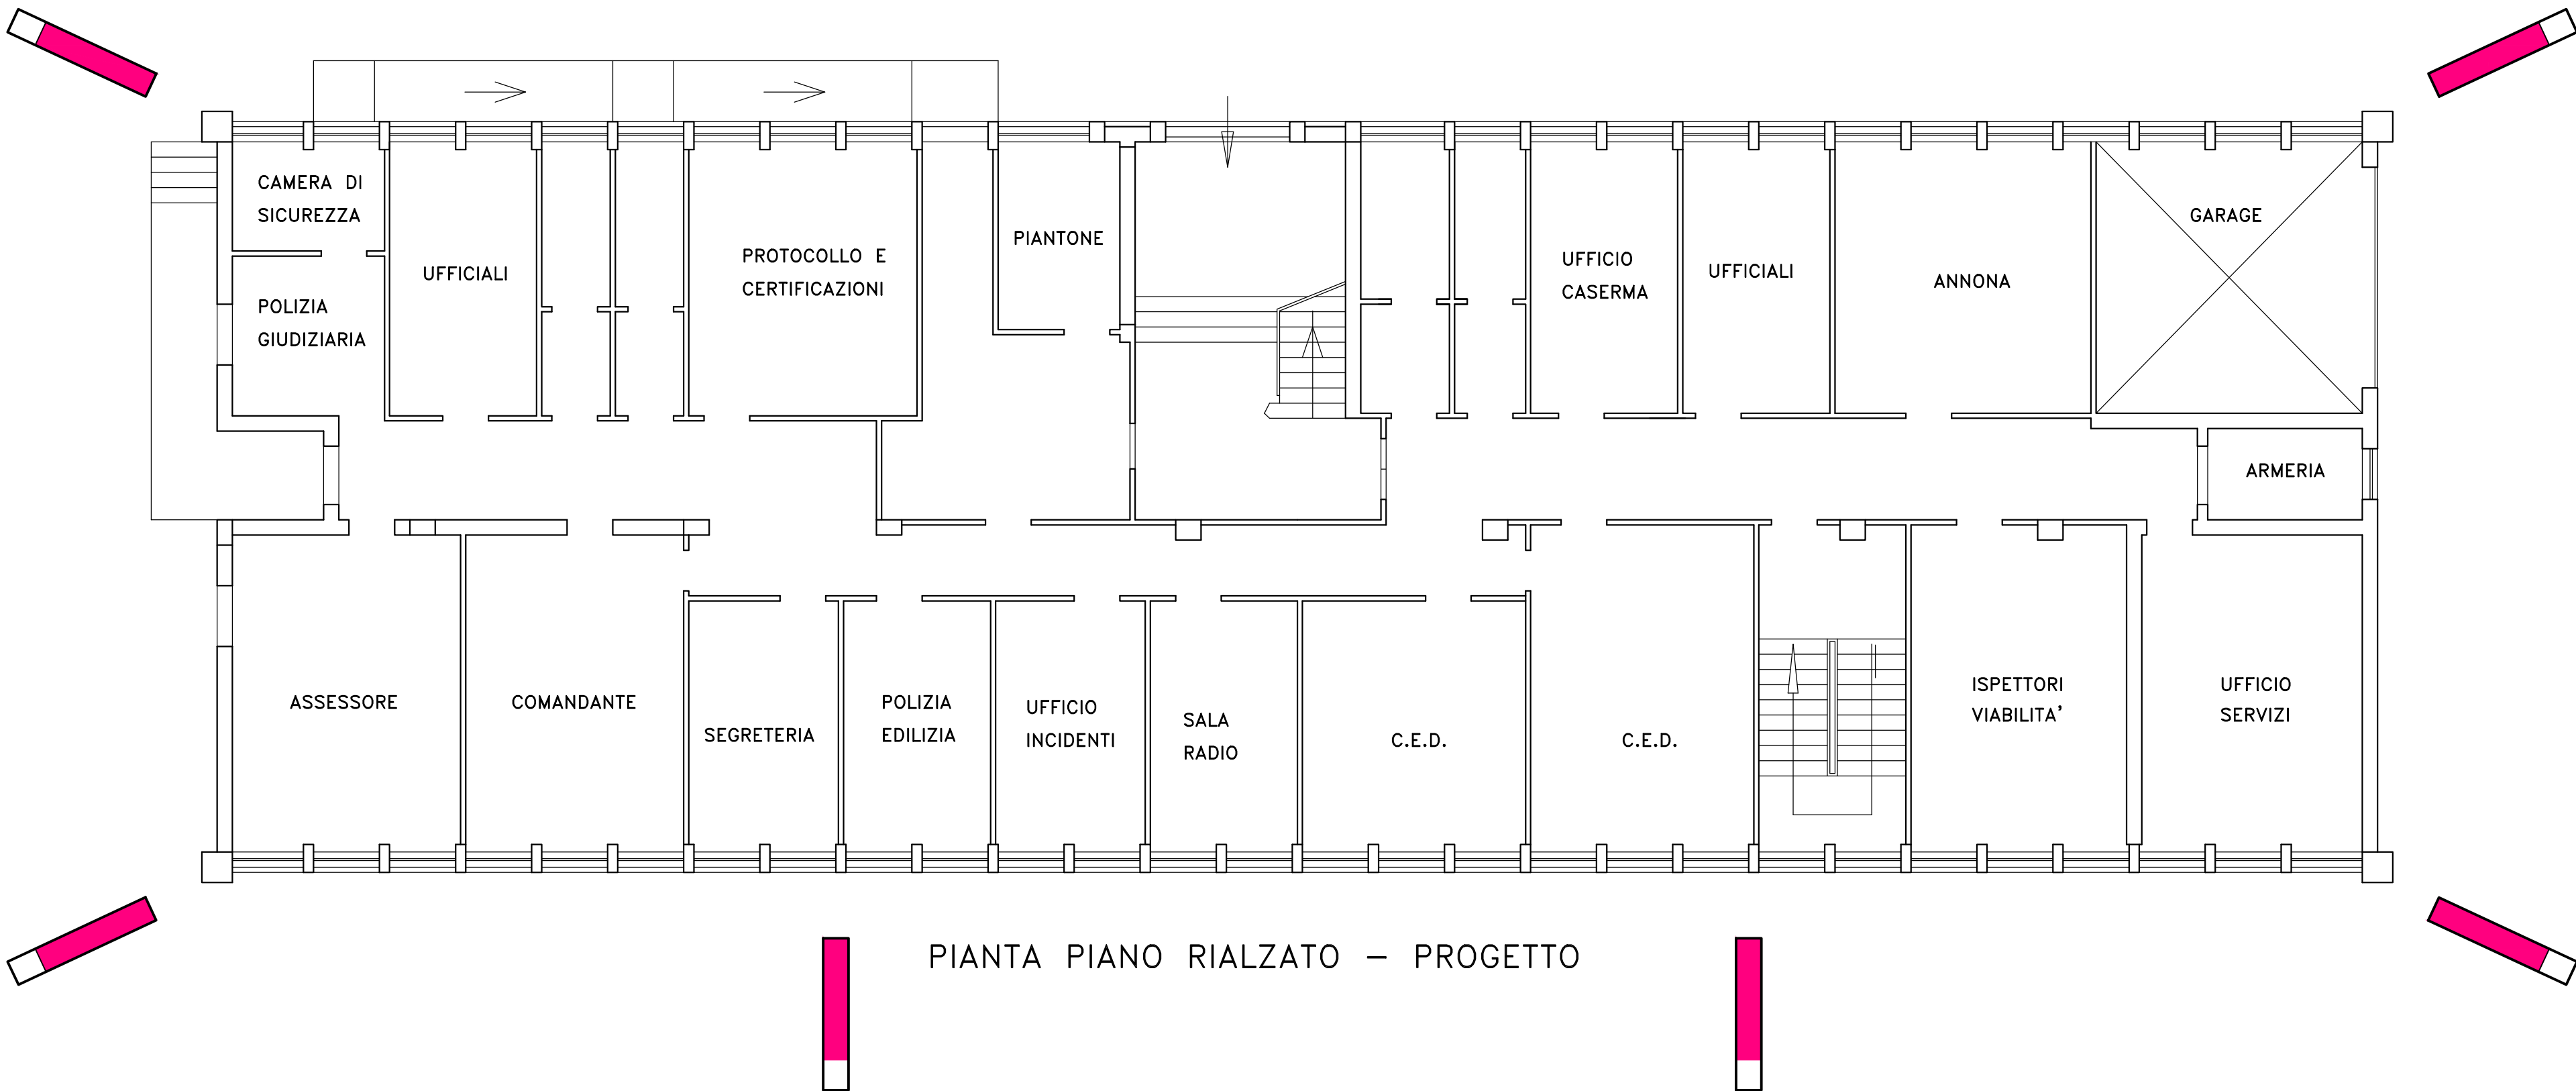 CAMERA DI
SICUREZZA
POLIZIA
GIUDIZIARIA
UFFICIALI
PROTOCOLLO E
CERTIFICAZIONI
PIANTONE
UFFICIO
CASERMA
UFFICIALI
ANNONA
GARAGE
ARMERIA
ASSESSORE
COMANDANTE
SEGRETERIA
POLIZIA
EDILIZIA
UFFICIO
INCIDENTI
SALA
RADIO
C.E.D.
C.E.D.
ISPETTORI
VIABILITA'
UFFICIO
SERVIZI
PIANTA PIANO RIALZATO – PROGETTO